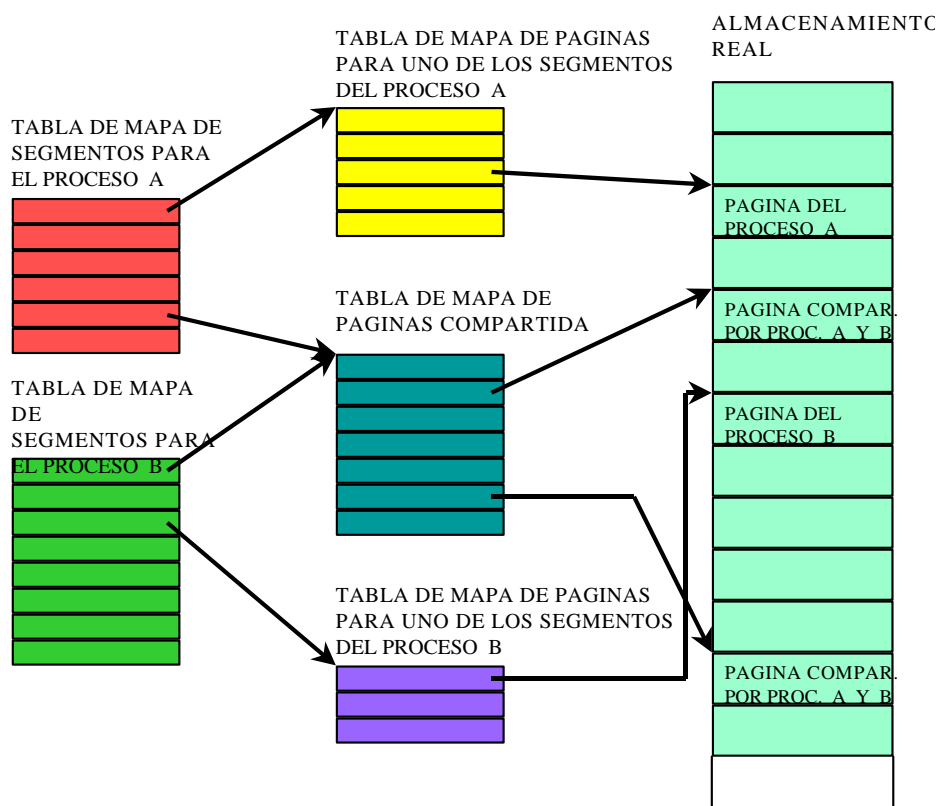 TABLA DE MAPA DE
SEGMENTOS PARA
EL PROCESO A
TABLA DE MAPA
DE
SEGMENTOS PARA
EL PROCESO B
TABLA DE MAPA DE PAGINAS
PARA UNO DE LOS SEGMENTOS
DEL PROCESO A
TABLA DE MAPA DE
PAGINAS COMPARTIDA
TABLA DE MAPA DE PAGINAS
PARA UNO DE LOS SEGMENTOS
DEL PROCESO B
ALMACENAMIENTO
REAL
PAGINA DEL
PROCESO A
PAGINA COMPAR.
POR PROC. A Y B
PAGINA DEL
PROCESO B
PAGINA COMPAR.
POR PROC. A Y B